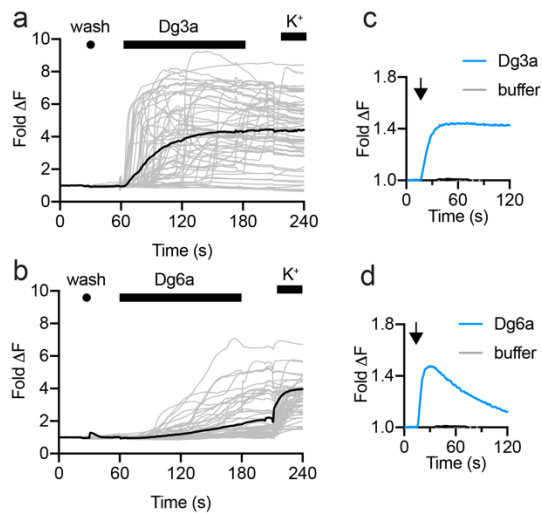 a
wash
Dg3a
K⁺
10
8
6
4
2
0
Fold ΔF
0 60 120 180 240
Time (s)
b
wash
Dg6a
K⁺
10
8
6
4
2
0
Fold ΔF
0 60 120 180 240
Time (s)
c
Dg3a
buffer
1.8
1.4
1.0
Fold ΔF
0 60 120
Time (s)
d
Dg6a
buffer
1.8
1.4
1.0
Fold ΔF
0 60 120
Time (s)